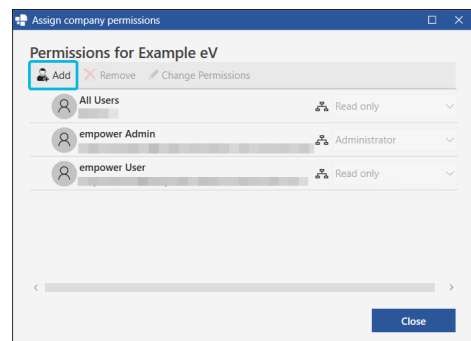 Assign company permissions
Permissions for Example eV
Add Remove Change Permissions
All Users
Read only
empower Admin
Administrator
empower User
Read only
Close